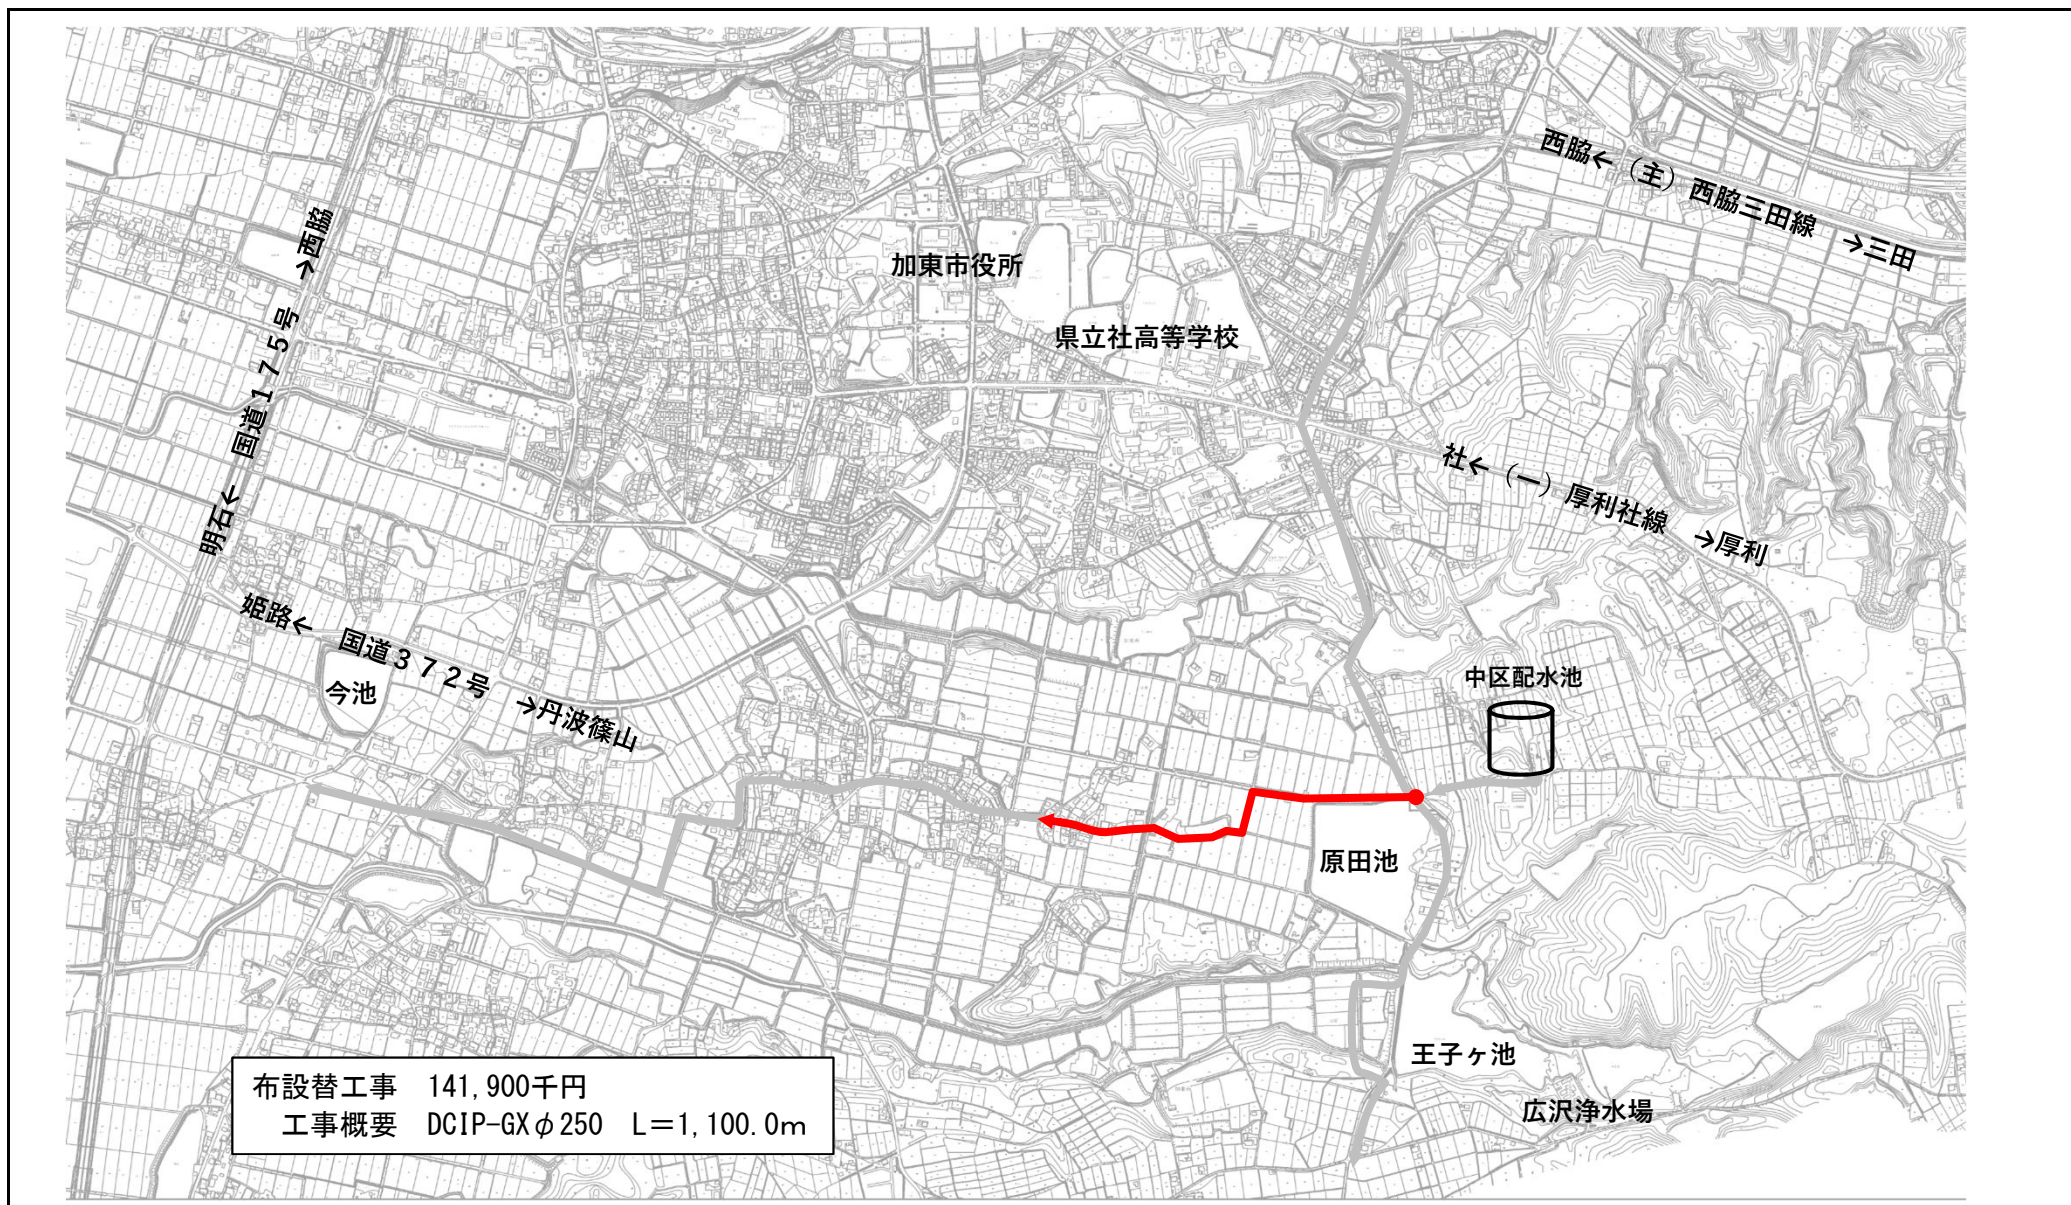 西脇←（主）西脇三田線　→三田
明石←　国道１７５号　→西脇
加東市役所
県立社高等学校
社←（一）厚利社線　→厚利
姫路←　国道３７２号　→丹波篠山
今池
中区配水池
原田池
王子ヶ池
広沢浄水場
布設替工事　141,900千円
工事概要　DCIP-GXφ250　L＝1,100.0m